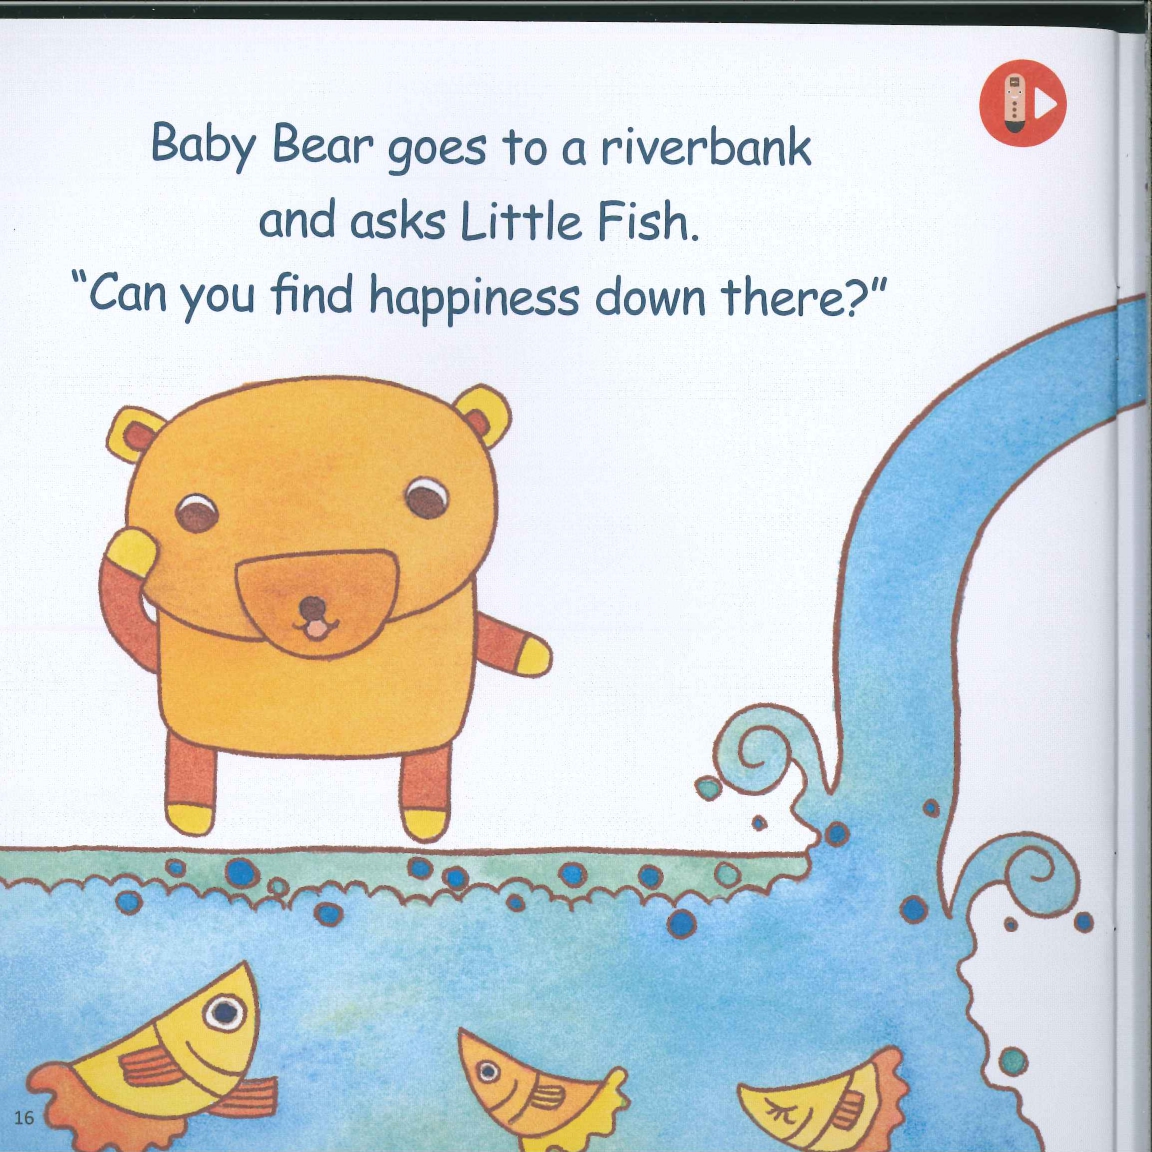 Baby Bear goes to a riverbank
and asks Little Fish.
“Can you find happiness down there?”
16